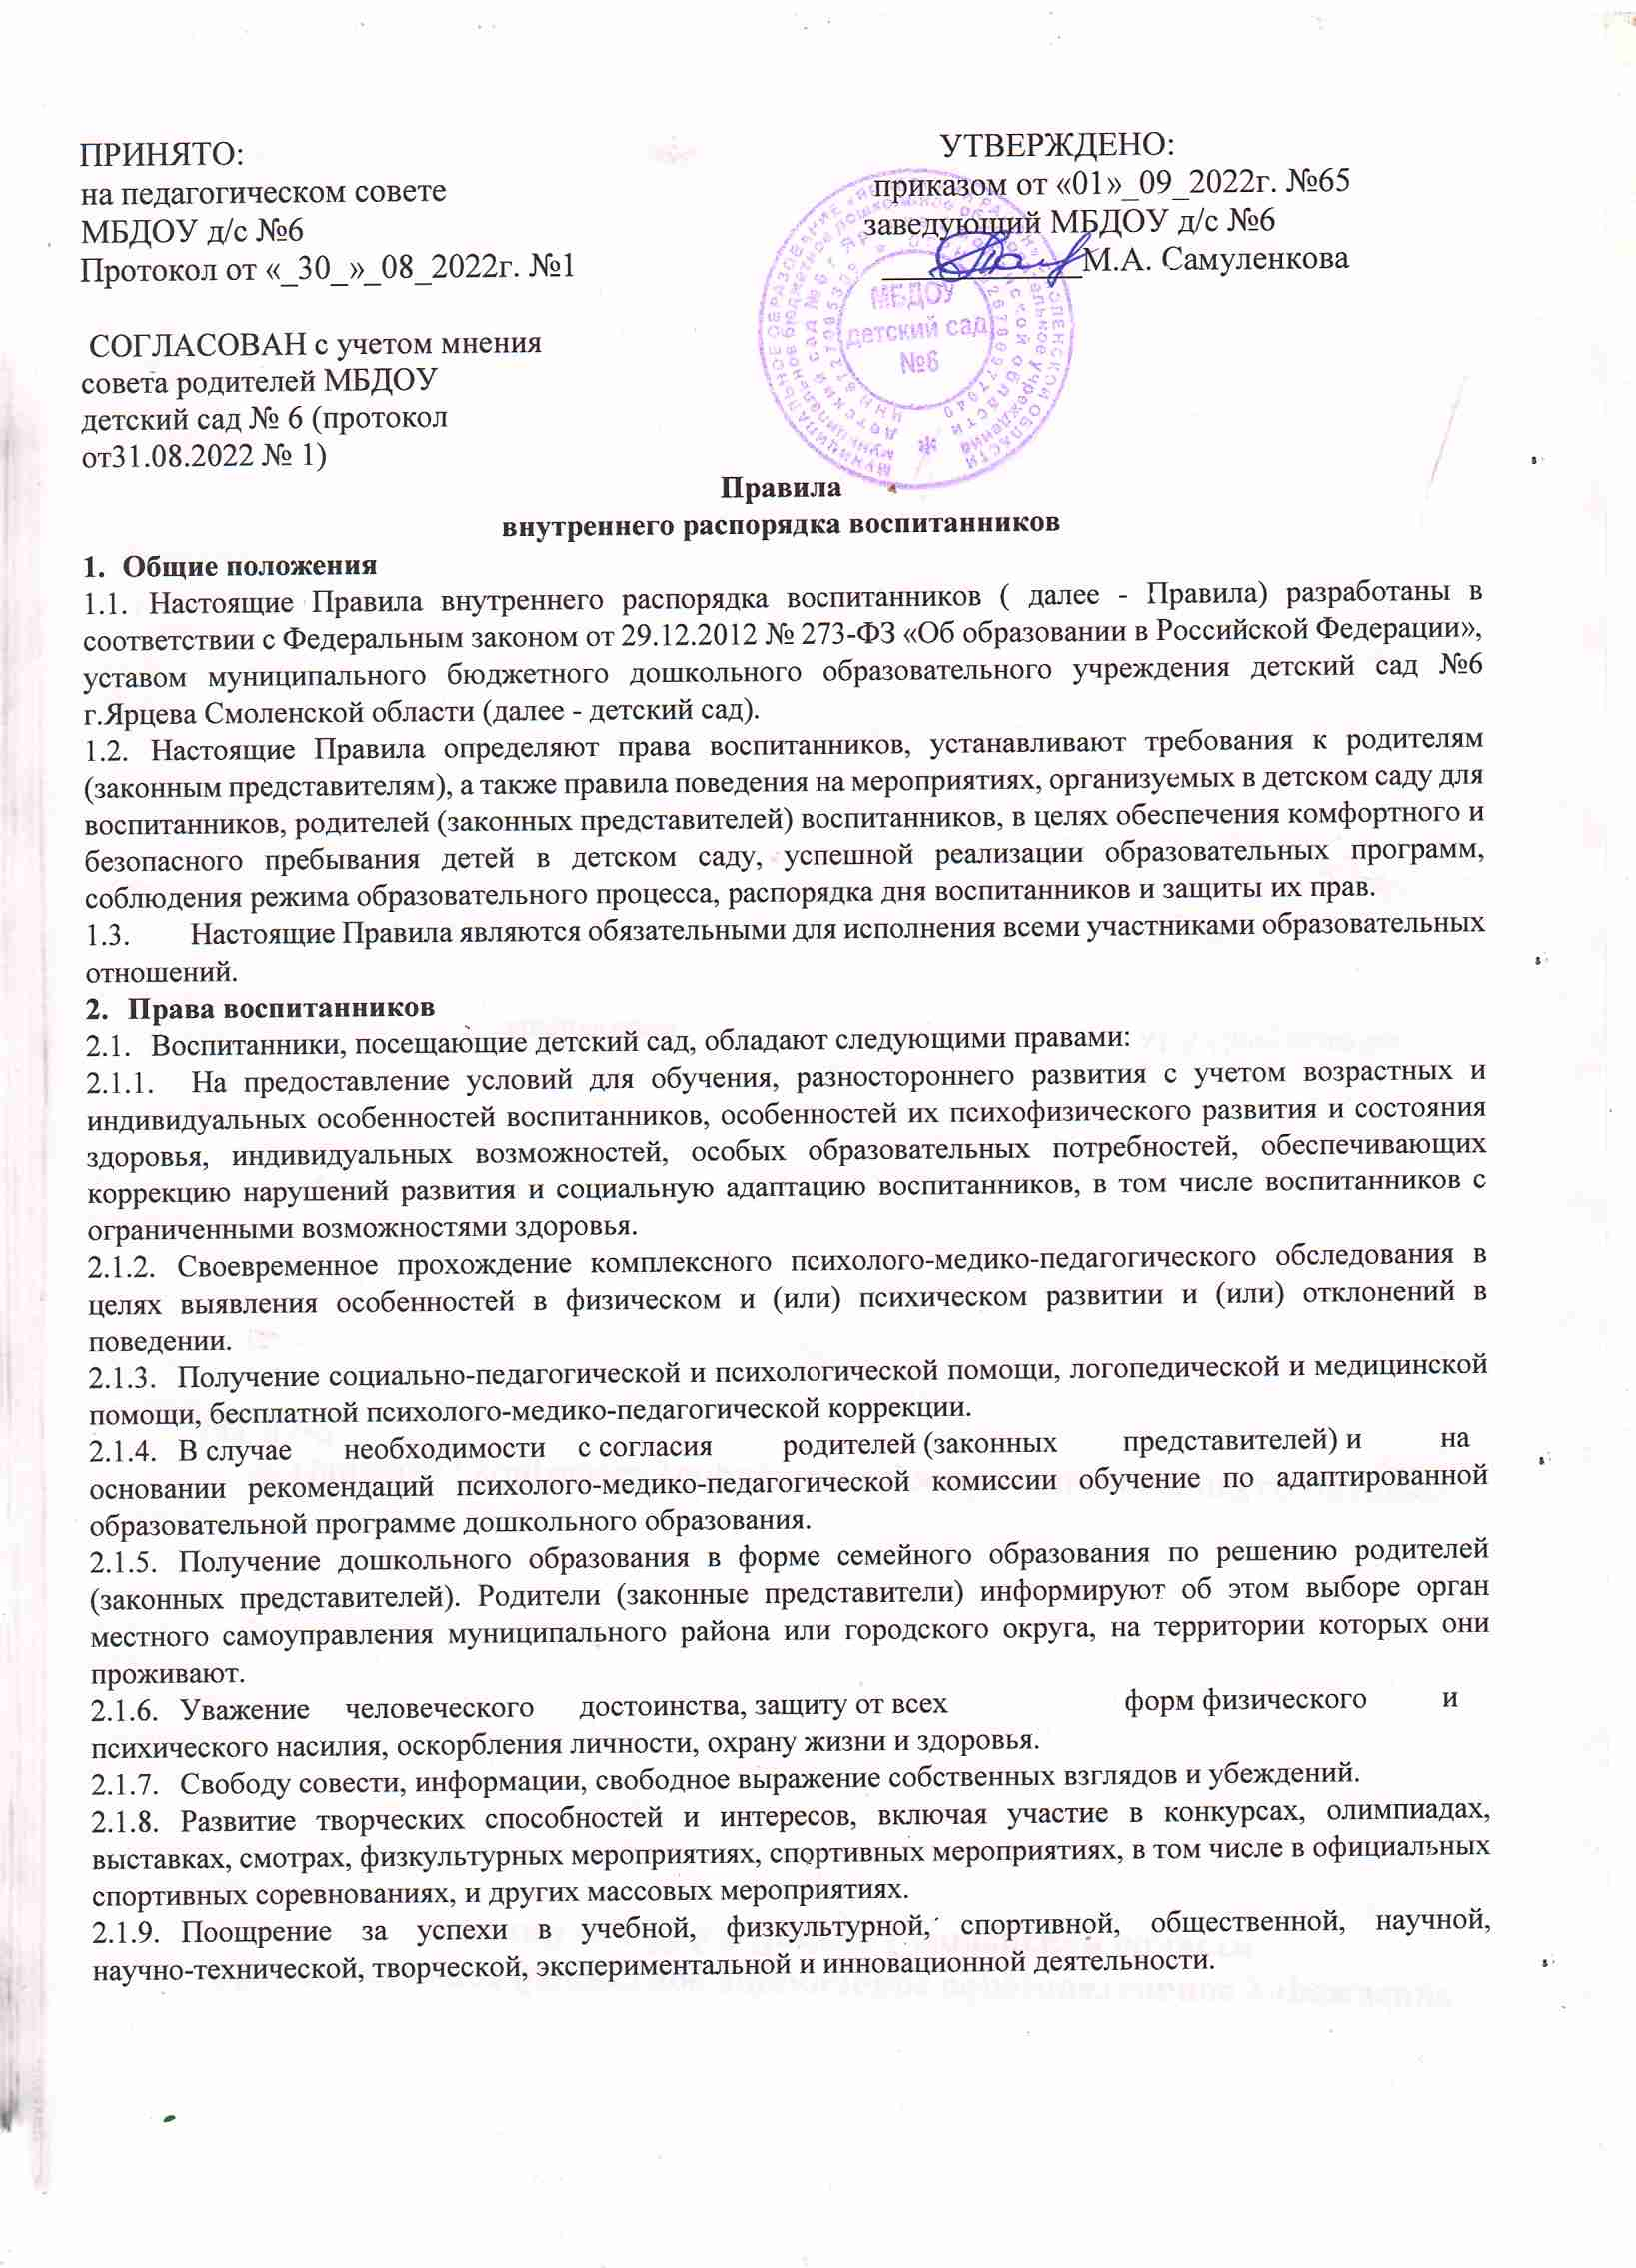 ПРИНЯТО:
на педагогическом совете
МБДОУ д/с №6
Протокол от «_30_»_08_2022г. №1
УТВЕРЖДЕНО:
приказом от «01»_09_2022г. №65
заведующий МБДОУ д/с №6
____________М.А. Самуленкова
МБДОУ
детский сад
№6
СОГЛАСОВАН с учетом мнения
совета родителей МБДОУ
детский сад № 6 (протокол
от31.08.2022 № 1)
Правила
внутреннего распорядка воспитанников
1. Общие положения
1.1. Настоящие Правила внутреннего распорядка воспитанников ( далее - Правила) разработаны в
соответствии с Федеральным законом от 29.12.2012 № 273-ФЗ «Об образовании в Российской Федерации»,
уставом муниципального бюджетного дошкольного образовательного учреждения детский сад №6
г.Ярцева Смоленской области (далее - детский сад).
1.2. Настоящие Правила определяют права воспитанников, устанавливают требования к родителям
(законным представителям), а также правила поведения на мероприятиях, организуемых в детском саду для
воспитанников, родителей (законных представителей) воспитанников, в целях обеспечения комфортного и
безопасного пребывания детей в детском саду, успешной реализации образовательных программ,
соблюдения режима образовательного процесса, распорядка дня воспитанников и защиты их прав.
1.3. Настоящие Правила являются обязательными для исполнения всеми участниками образовательных
отношений.
2. Права воспитанников
2.1. Воспитанники, посещающие детский сад, обладают следующими правами:
2.1.1. На предоставление условий для обучения, разностороннего развития с учетом возрастных и
индивидуальных особенностей воспитанников, особенностей их психофизического развития и состояния
здоровья, индивидуальных возможностей, особых образовательных потребностей, обеспечивающих
коррекцию нарушений развития и социальную адаптацию воспитанников, в том числе воспитанников с
ограниченными возможностями здоровья.
2.1.2. Своевременное прохождение комплексного психолого-медико-педагогического обследования в
целях выявления особенностей в физическом и (или) психическом развитии и (или) отклонений в
поведении.
2.1.3. Получение социально-педагогической и психологической помощи, логопедической и медицинской
помощи, бесплатной психолого-медико-педагогической коррекции.
2.1.4. В случае необходимости с согласия родителей (законных представителей) и на
основании рекомендаций психолого-медико-педагогической комиссии обучение по адаптированной
образовательной программе дошкольного образования.
2.1.5. Получение дошкольного образования в форме семейного образования по решению родителей
(законных представителей). Родители (законные представители) информируют об этом выборе орган
местного самоуправления муниципального района или городского округа, на территории которых они
проживают.
2.1.6. Уважение человеческого достоинства, защиту от всех форм физического и
психического насилия, оскорбления личности, охрану жизни и здоровья.
2.1.7. Свободу совести, информации, свободное выражение собственных взглядов и убеждений.
2.1.8. Развитие творческих способностей и интересов, включая участие в конкурсах, олимпиадах,
выставках, смотрах, физкультурных мероприятиях, спортивных мероприятиях, в том числе в официальных
спортивных соревнованиях, и других массовых мероприятиях.
2.1.9. Поощрение за успехи в учебной, физкультурной, спортивной, общественной, научной,
научно-технической, творческой, экспериментальной и инновационной деятельности.